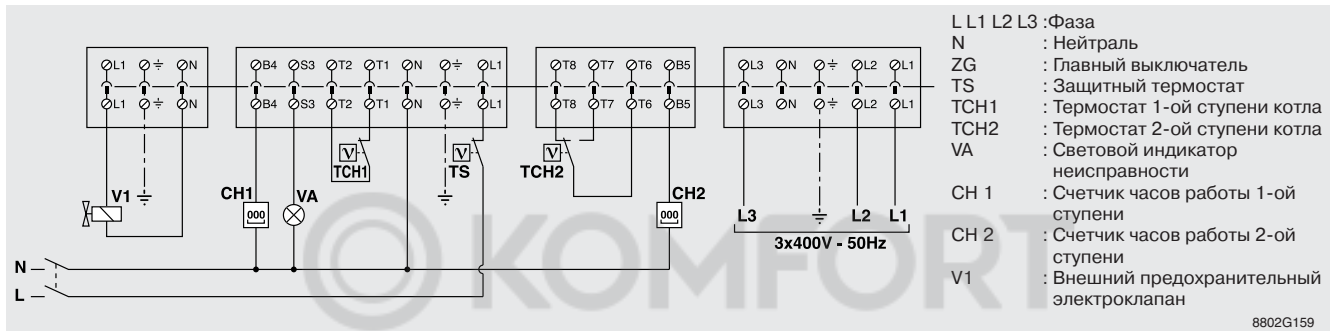 L1 N B4 S3 T2 T1 N L1 T8 T7 T6 B5 L3 N L2 L1
L1 N B4 S3 T2 T1 N L1 T8 T7 T6 B5 L3 N L2 L1
V TCH1
V TS
V TCH2
V1
CH1
000
VA
CH2
000
L3 L2 L1
3x400V - 50Hz
N
L
KOMFORT
L L1 L2 L3 :Фаза
N : Нейтраль
ZG : Главный выключатель
TS : Защитный термостат
TCH1 : Термостат 1-ой ступени котла
TCH2 : Термостат 2-ой ступени котла
VA : Световой индикатор
неисправности
CH 1 : Счетчик часов работы 1-ой
ступени
CH 2 : Счетчик часов работы 2-ой
ступени
V1 : Внешний предохранительный
электроклапан
8802G159